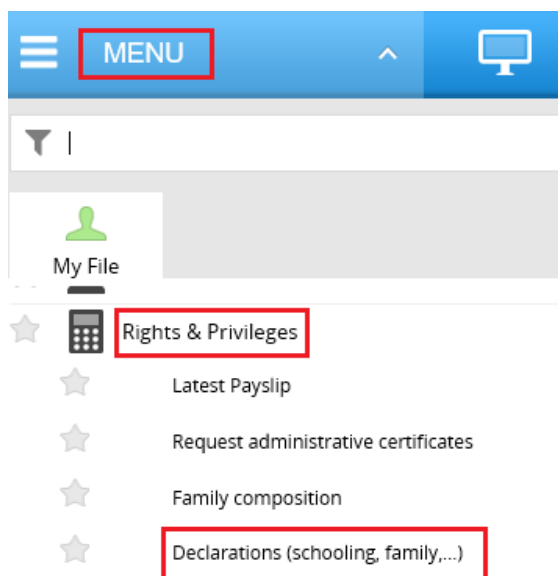 MENU
My File
Rights & Privileges
Latest Payslip
Request administrative certificates
Family composition
Declarations (schooling, family,...)